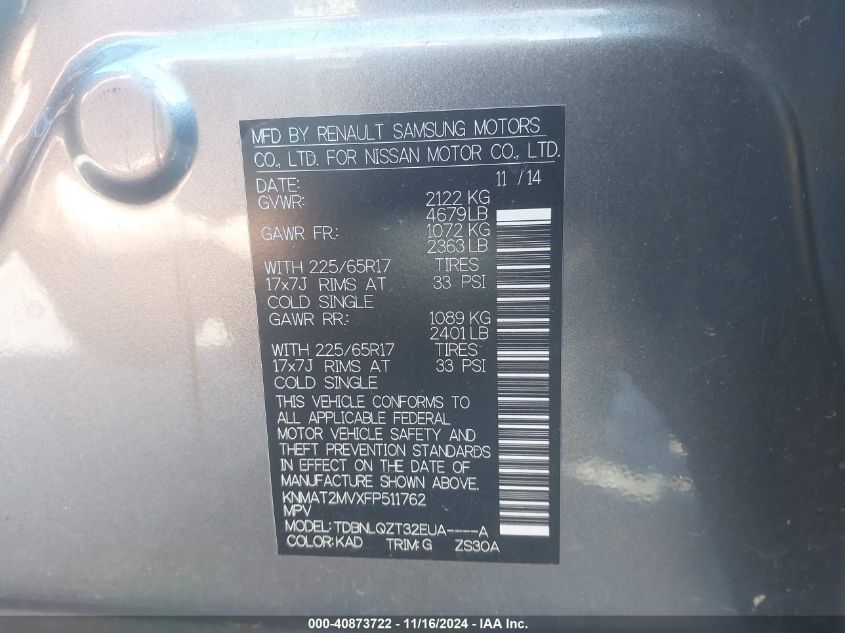 MFD BY RENAULT SAMSUNG MOTORS
CO., LTD. FOR NISSAN MOTOR CO., LTD.
DATE: 11 / 14
GVWR: 2122 KG
4679LB
GAWR FR: 1072 KG
2363 LB
WITH 225/65R17 TIRES
17x7J RIMS AT 33 PSI
COLD SINGLE
GAWR RR: 1089 KG
2401 LB
WITH 225/65R17 TIRES
17x7J RIMS AT 33 PSI
COLD SINGLE
THIS VEHICLE CONFORMS TO
ALL APPLICABLE FEDERAL
MOTOR VEHICLE SAFETY AND
THEFT PREVENTION STANDARDS
IN EFFECT ON THE DATE OF
MANUFACTURE SHOWN ABOVE.
KNMAT2MVXFP511762
MPV
MODEL: TDBNLQZT32EUA----A
COLOR: KAD TRIM: G ZS30A
000-40873722 - 11/16/2024 - IAA Inc.